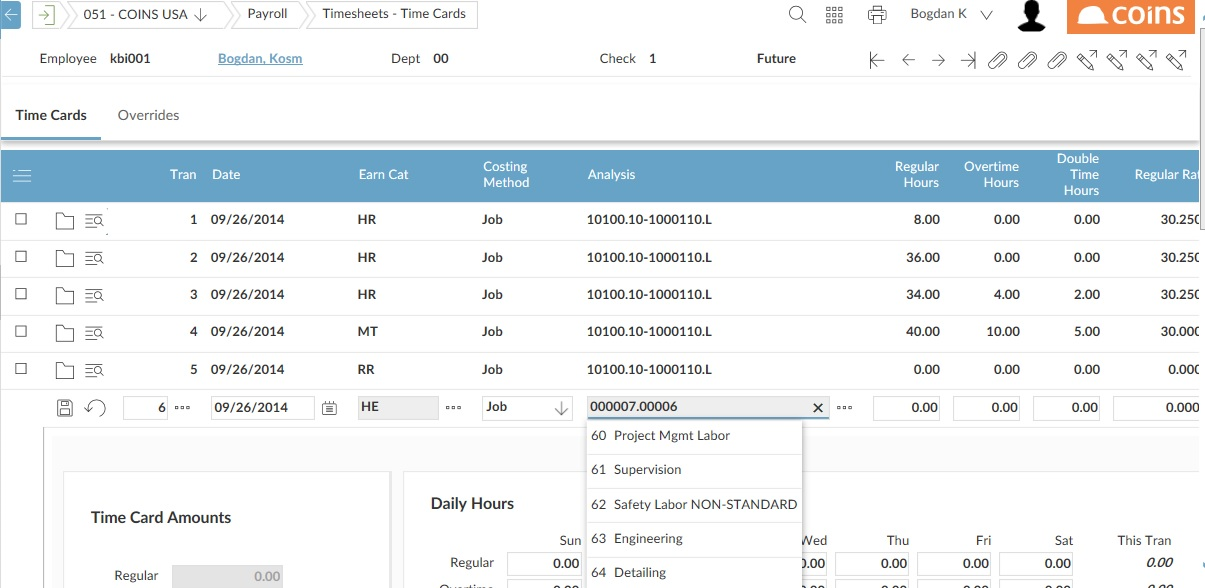 051 - COINS USA Payroll Timesheets - Time Cards Bogdan K coins
Employee kbi001 Bogdan, Kosm Dept 00 Check 1 Future
Time Cards Overrides
Tran Date Earn Cat Costing Method Analysis Regular Hours Overtime Hours Double Time Hours Regular
1 09/26/2014 HR Job 10100.10-1000110.L 8.00 0.00 0.00 30.250
2 09/26/2014 HR Job 10100.10-1000110.L 36.00 0.00 0.00 30.250
3 09/26/2014 HR Job 10100.10-1000110.L 34.00 4.00 2.00 30.250
4 09/26/2014 MT Job 10100.10-1000110.L 40.00 10.00 5.00 30.000
5 09/26/2014 RR Job 10100.10-1000110.L 0.00 0.00 0.00 0.000
6 09/26/2014 HE Job 000007.00006 0.00 0.00 0.00 0.000
60 Project Mgmt Labor
61 Supervision
62 Safety Labor NON-STANDARD
63 Engineering
64 Detailing
Time Card Amounts
Regular 0.00
Daily Hours
Sun Wed Thu Fri Sat This Tran
Regular 0.00 0.00 0.00 0.00 0.00 0.00